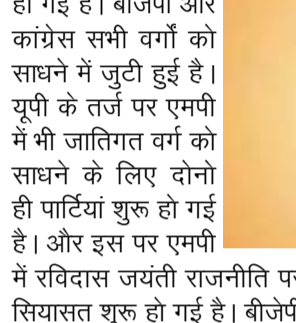 हो गई है। बीजेपी और
कांग्रेस सभी वर्गों को
साधने में जुटी हुई है।
यूपी के तर्ज पर एमपी
में भी जातिगत वर्ग को
साधने के लिए दोनो
ही पार्टियां शुरू हो गई
है। और इस पर एमपी
में रविदास जयंती राजनीति पर
सियासत शुरू हो गई है। बीजेपी